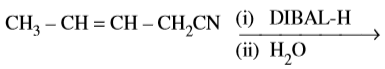 CH₃ – CH = CH – CH₂CN (i) DIBAL-H
(ii) H₂O